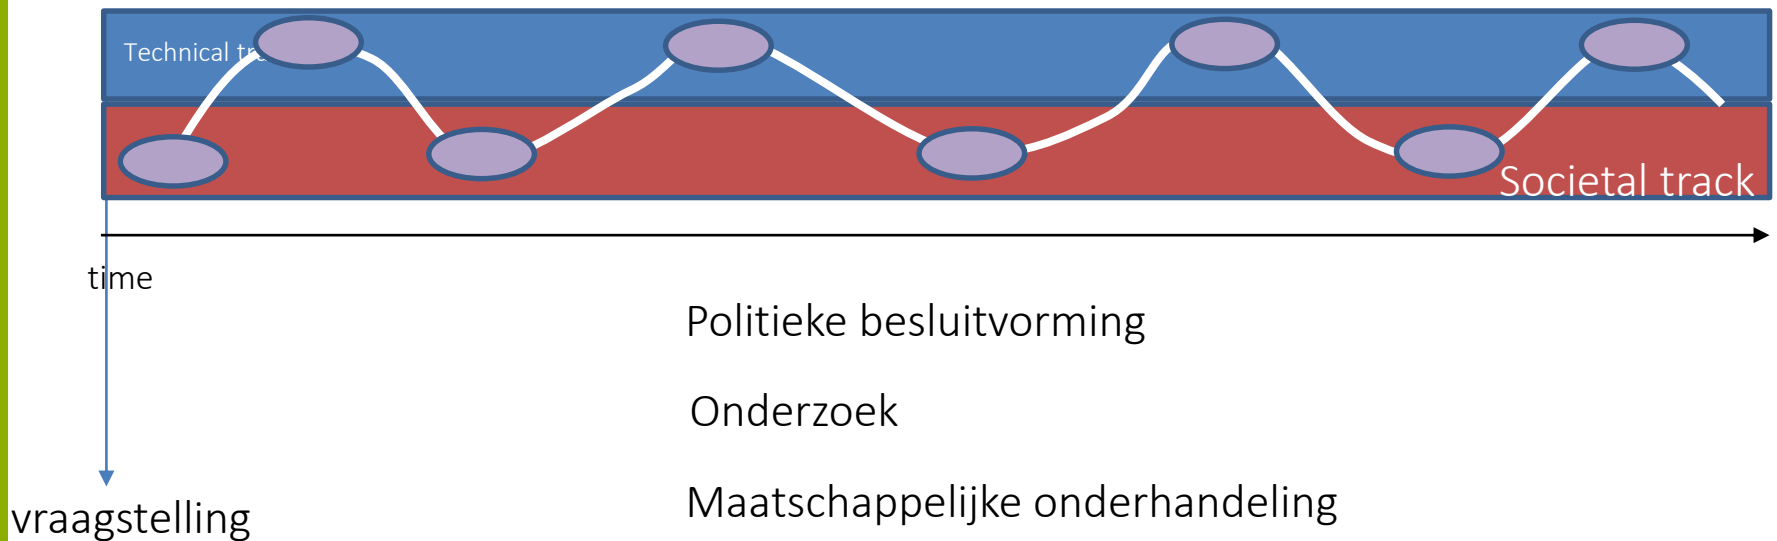 Technical
Societal track
time
Politieke besluitvorming
Onderzoek
Maatschappelijke onderhandeling
vraagstelling